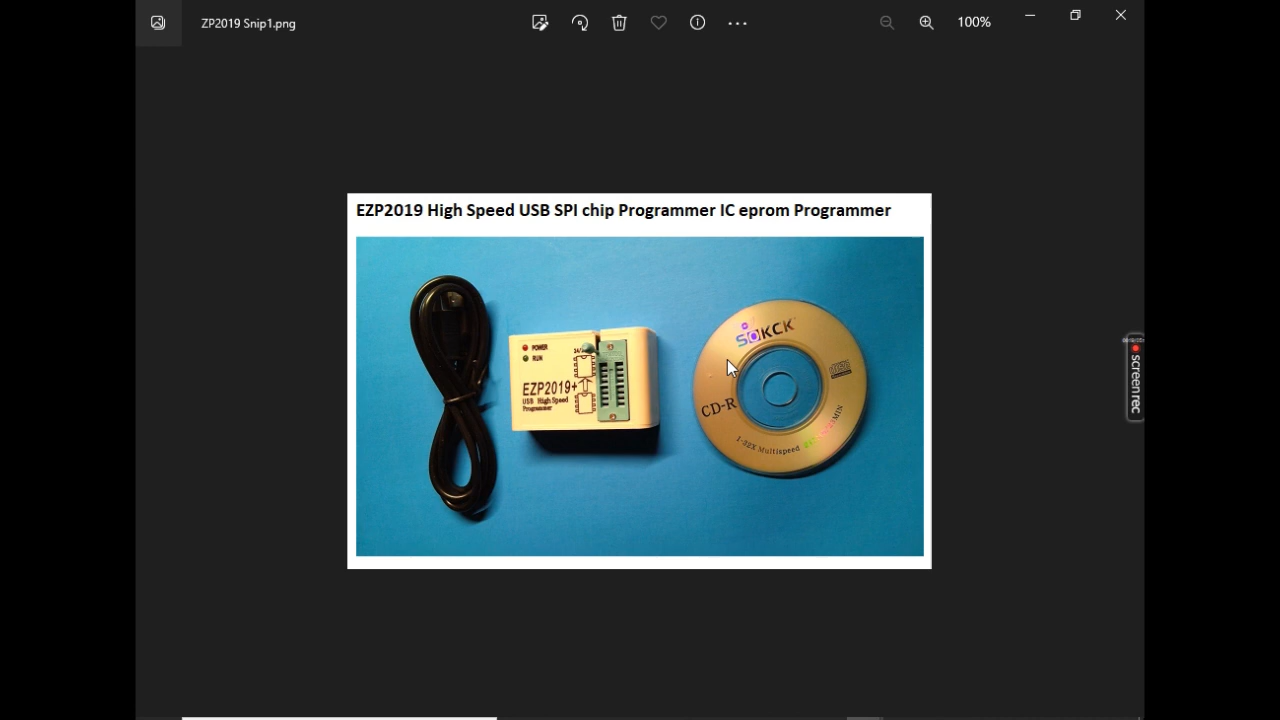 ZP2019 Snip1.png
100%
EZP2019 High Speed USB SPI chip Programmer IC eprom Programmer
POWER
RUN
EZP2019+
USB High Speed
Programmer
SOKCK
CD-R
1-32X Multispeed
screenrec